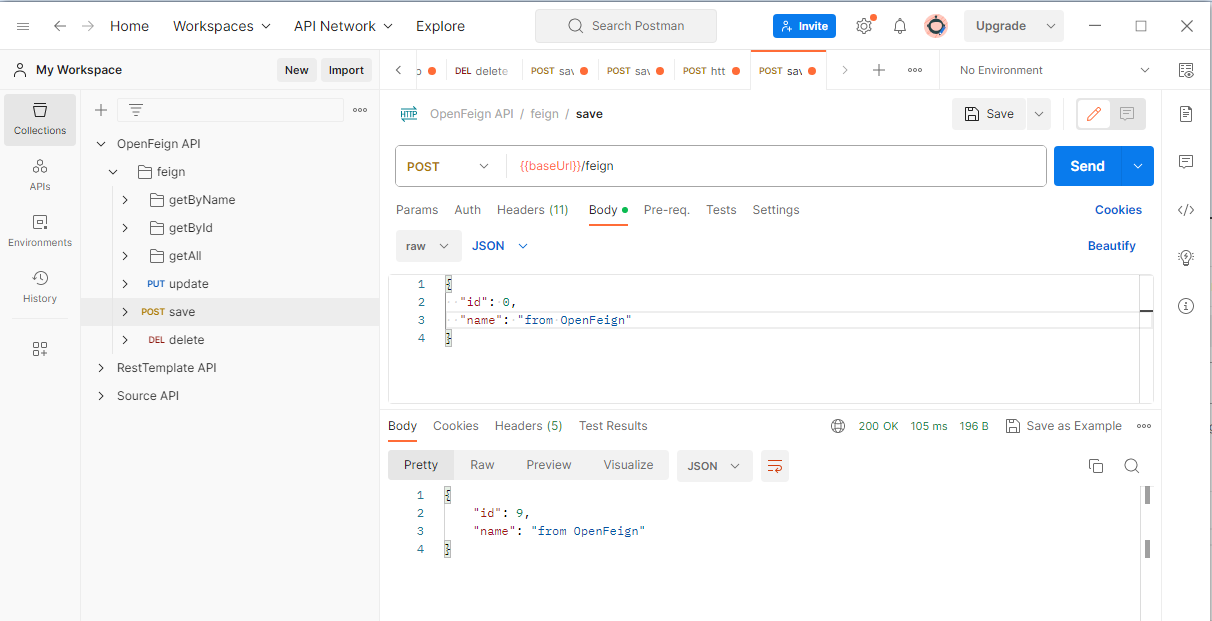 Home Workspaces API Network Explore Search Postman Invite Upgrade
My Workspace New Import DEL delete POST sav POST sav POST htt POST sav No Environment
Collections
APIs
Environments
History
OpenFeign API
feign
getByName
getById
getAll
PUT update
POST save
DEL delete
RestTemplate API
Source API
HTTP OpenFeign API / feign / save Save
POST {{baseUrl}}/feign Send
Params Auth Headers (11) Body Pre-req. Tests Settings Cookies
raw JSON Beautify
1 {
2 "id": 0,
3 "name": "from OpenFeign"
4 }
Body Cookies Headers (5) Test Results 200 OK 105 ms 196 B Save as Example
Pretty Raw Preview Visualize JSON
1 {
2 "id": 9,
3 "name": "from OpenFeign"
4 }